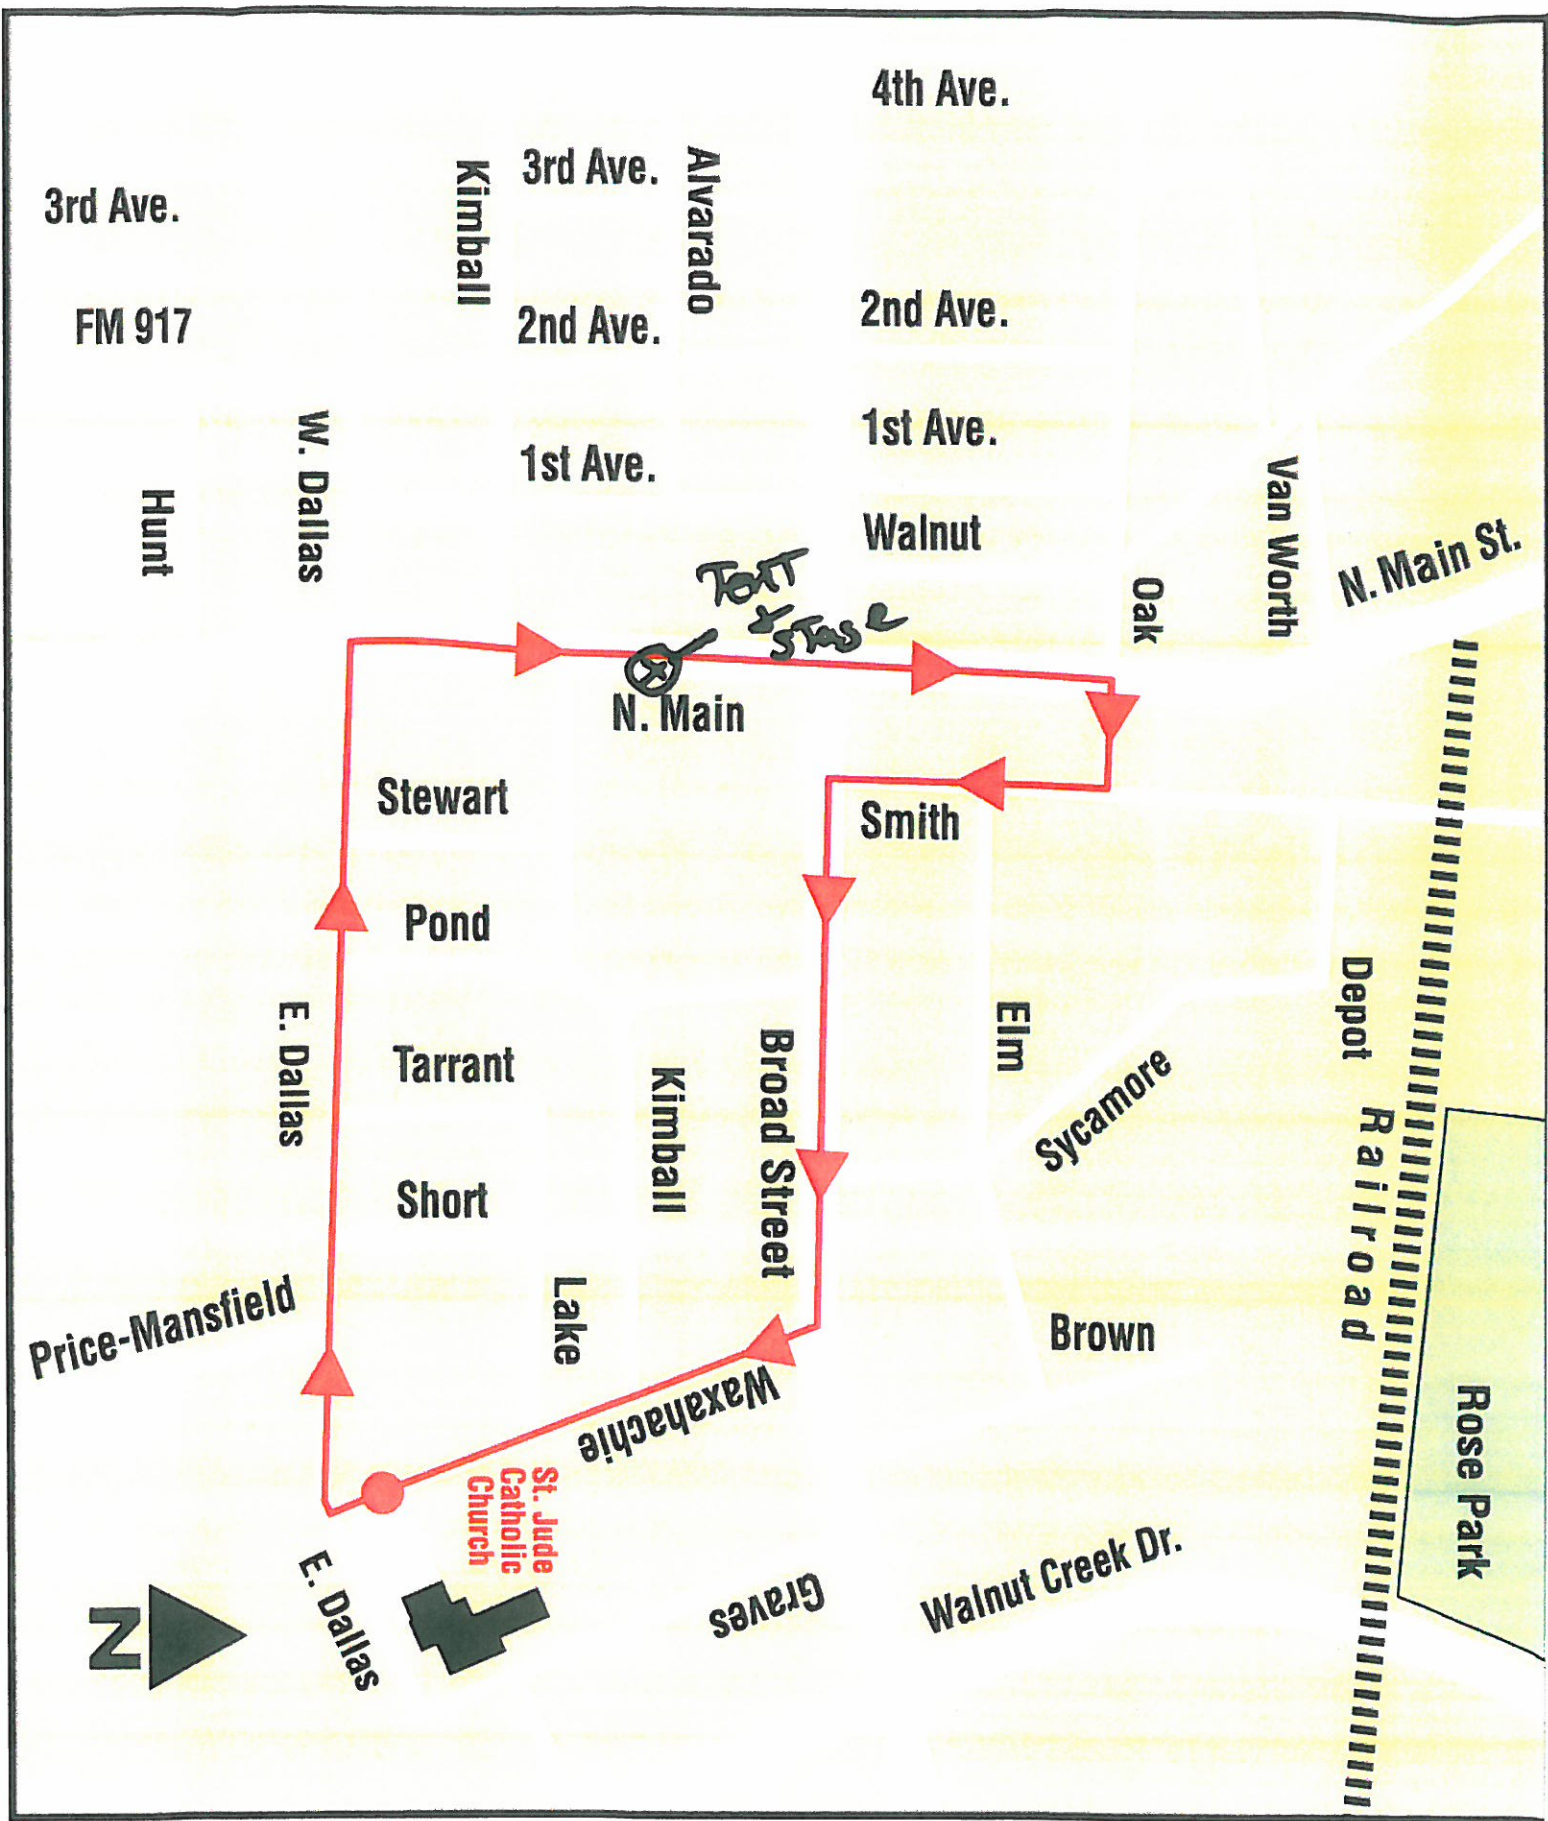 4th Ave.
3rd Ave.
Alvarado
Kimball
3rd Ave.
FM 917
2nd Ave.
2nd Ave.
W. Dallas
1st Ave.
1st Ave.
Hunt
Walnut
Van Worth
N. Main St.
Oak
Tent
+
stage
N. Main
Stewart
Smith
Pond
E. Dallas
Tarrant
Kimball
Broad Street
Elm
Sycamore
Depot
Railroad
Short
Price-Mansfield
Lake
Brown
Waxahachie
Rose Park
St. Jude
Catholic
Church
E. Dallas
Graves
Walnut Creek Dr.
N